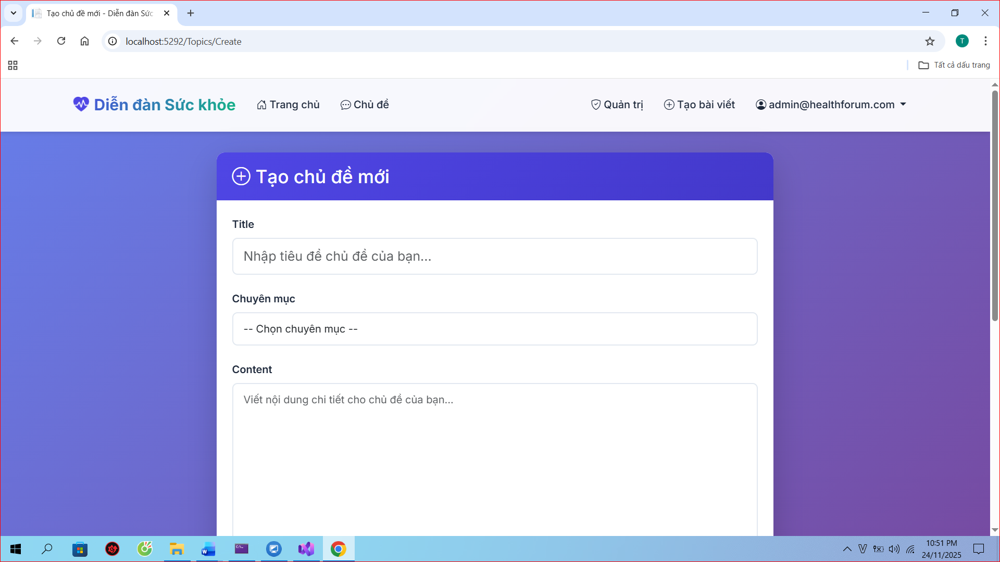 Tạo chủ đề mới - Diễn đàn Sức
localhost:5292/Topics/Create
T
Tất cả dấu trang
Diễn đàn Sức khỏe
Trang chủ
Chủ đề
Quản trị
Tạo bài viết
admin@healthforum.com
Tạo chủ đề mới
Title
Nhập tiêu đề chủ đề của bạn...
Chuyên mục
-- Chọn chuyên mục --
Content
Viết nội dung chi tiết cho chủ đề của bạn...
10:51 PM
24/11/2025